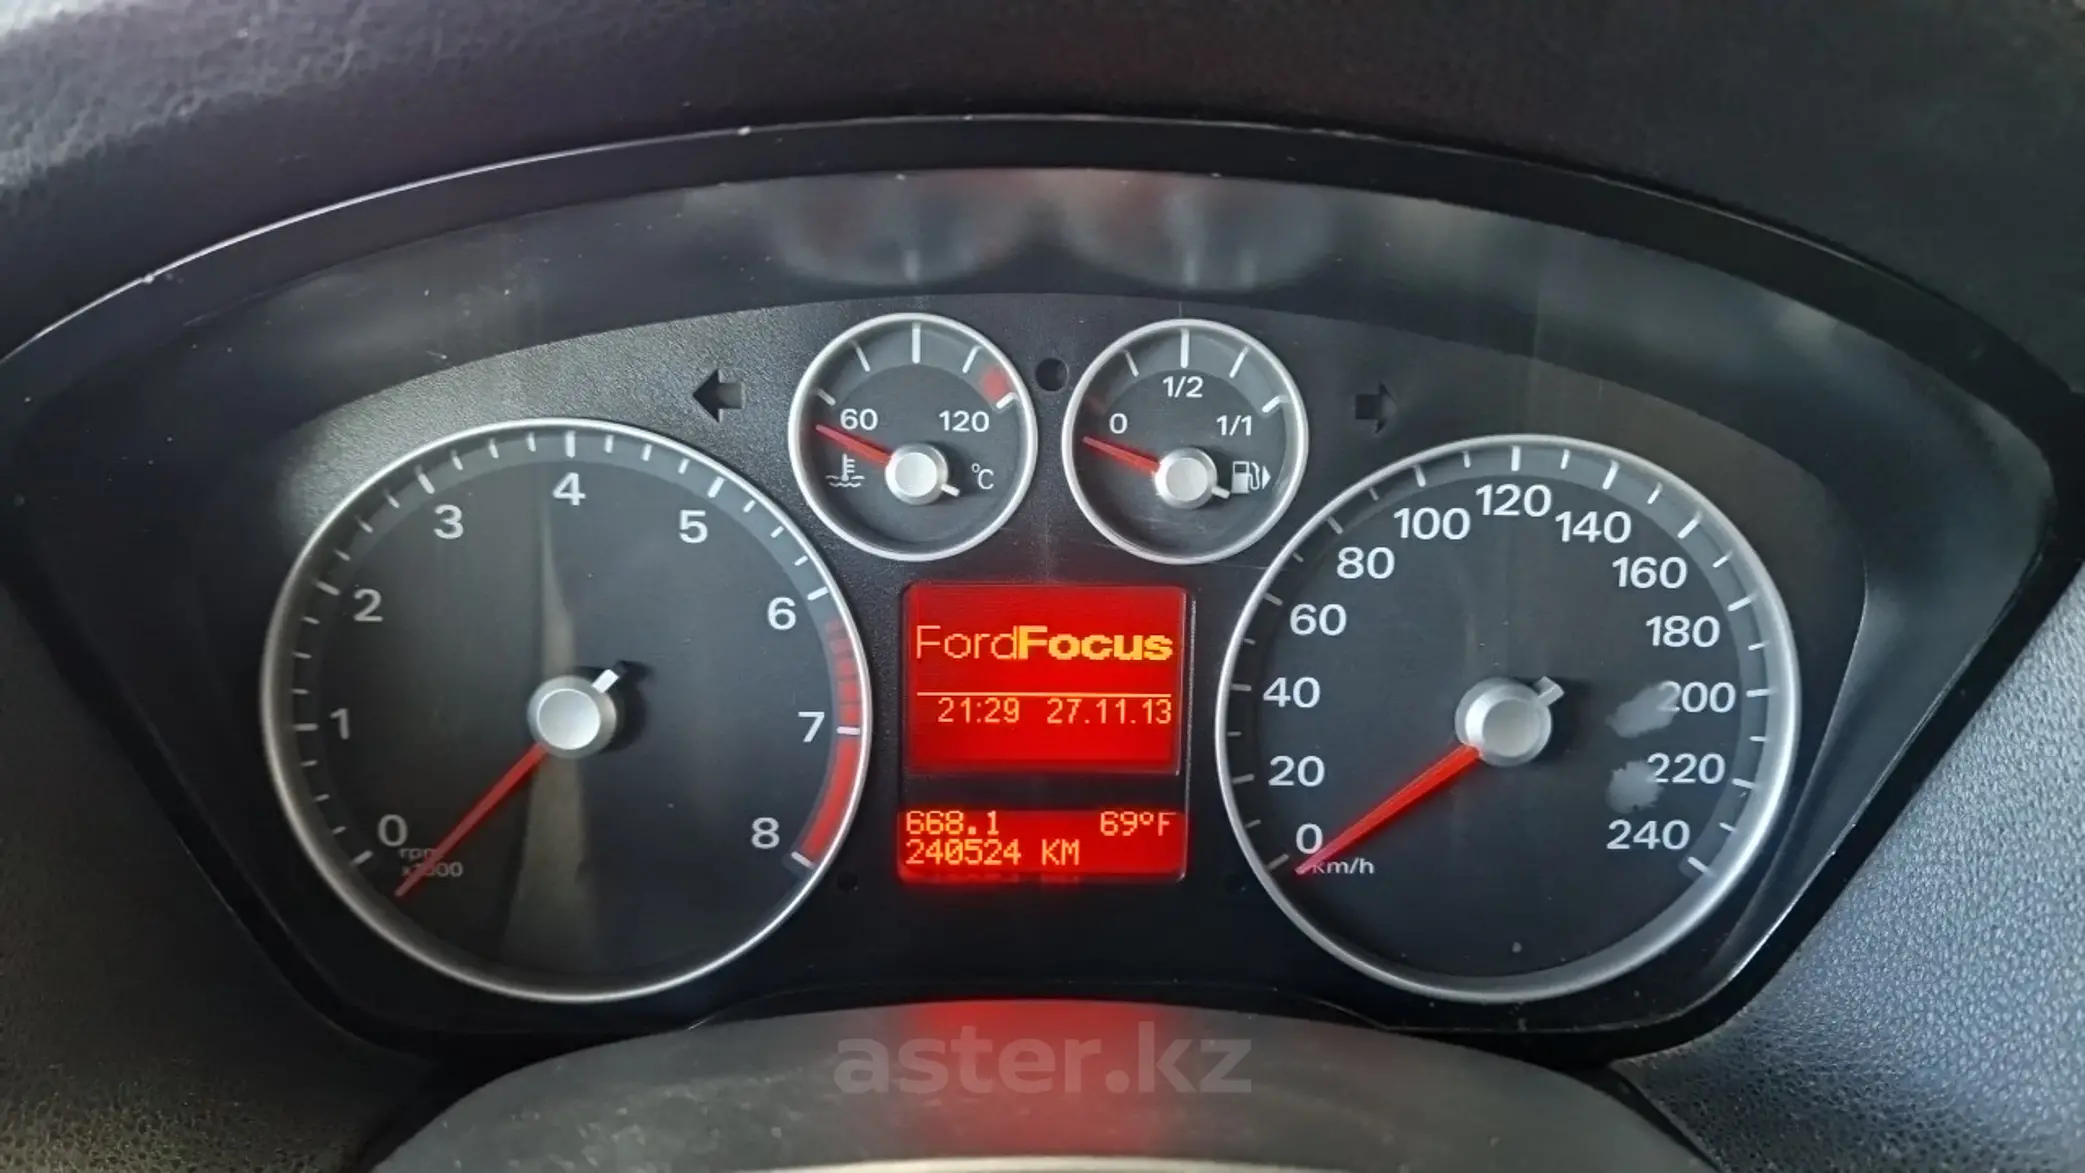 60 120 °C
0 1/2 1/1
0 1 2 3 4 5 6 7 8
rpm
x1000
FordFocus
21:29 27.11.13
668.1 69°F
240524 KM
0 20 40 60 80 100 120 140 160 180 200 220 240
Km/h
aster.kz